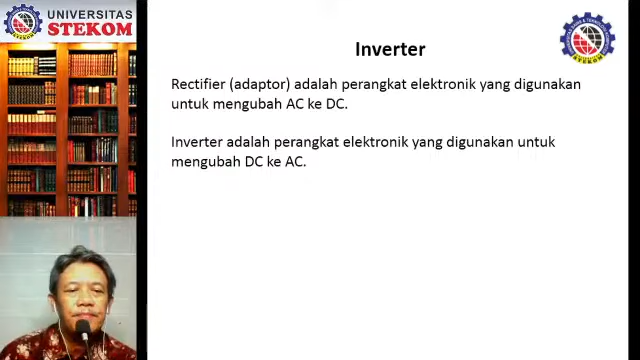 UNIVERSITAS
STEKOM
Inverter
Rectifier (adaptor) adalah perangkat elektronik yang digunakan
untuk mengubah AC ke DC.
Inverter adalah perangkat elektronik yang digunakan untuk
mengubah DC ke AC.